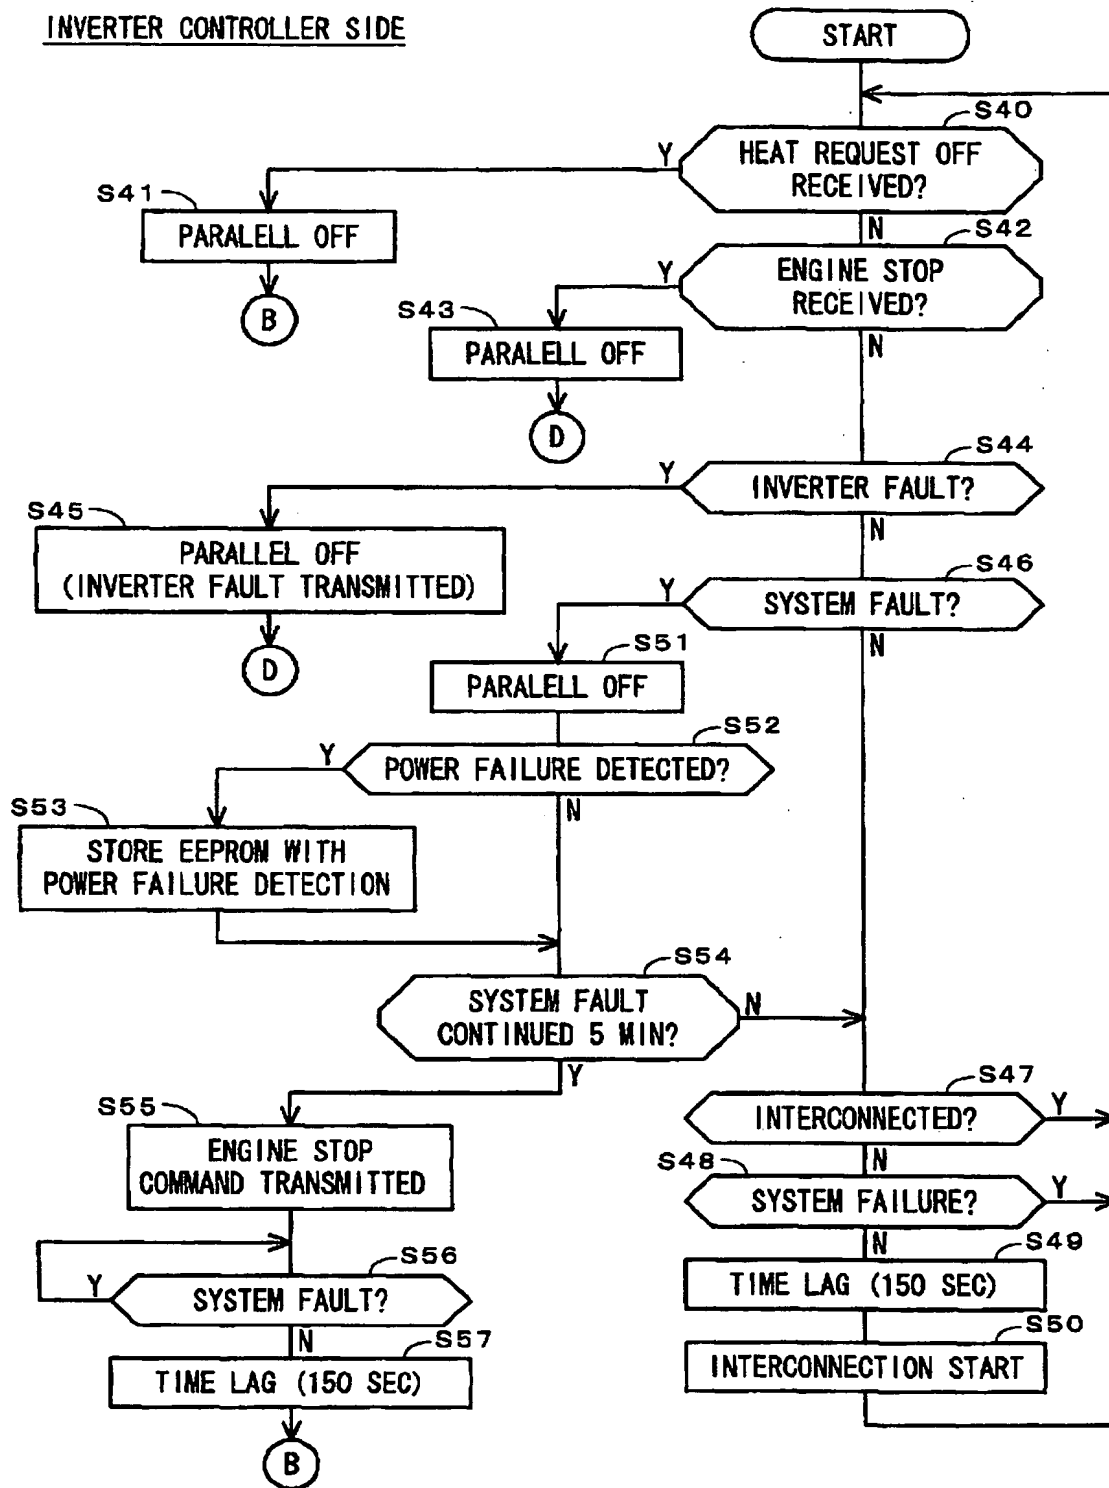 INVERTER CONTROLLER SIDE
START
S40
HEAT REQUEST OFF
RECEIVED?
Y
N
S41
PARALELL OFF
B
S42
ENGINE STOP
RECEIVED?
Y
N
S43
PARALELL OFF
D
S44
INVERTER FAULT?
Y
N
S45
PARALLEL OFF
(INVERTER FAULT TRANSMITTED)
D
S46
SYSTEM FAULT?
Y
N
S51
PARALELL OFF
S52
POWER FAILURE DETECTED?
Y
N
S53
STORE EEPROM WITH
POWER FAILURE DETECTION
S54
SYSTEM FAULT
CONTINUED 5 MIN?
N
Y
S47
INTERCONNECTED?
Y
N
S55
ENGINE STOP
COMMAND TRANSMITTED
S48
SYSTEM FAILURE?
Y
N
S49
TIME LAG (150 SEC)
S56
SYSTEM FAULT?
Y
N
S50
INTERCONNECTION START
S57
TIME LAG (150 SEC)
B